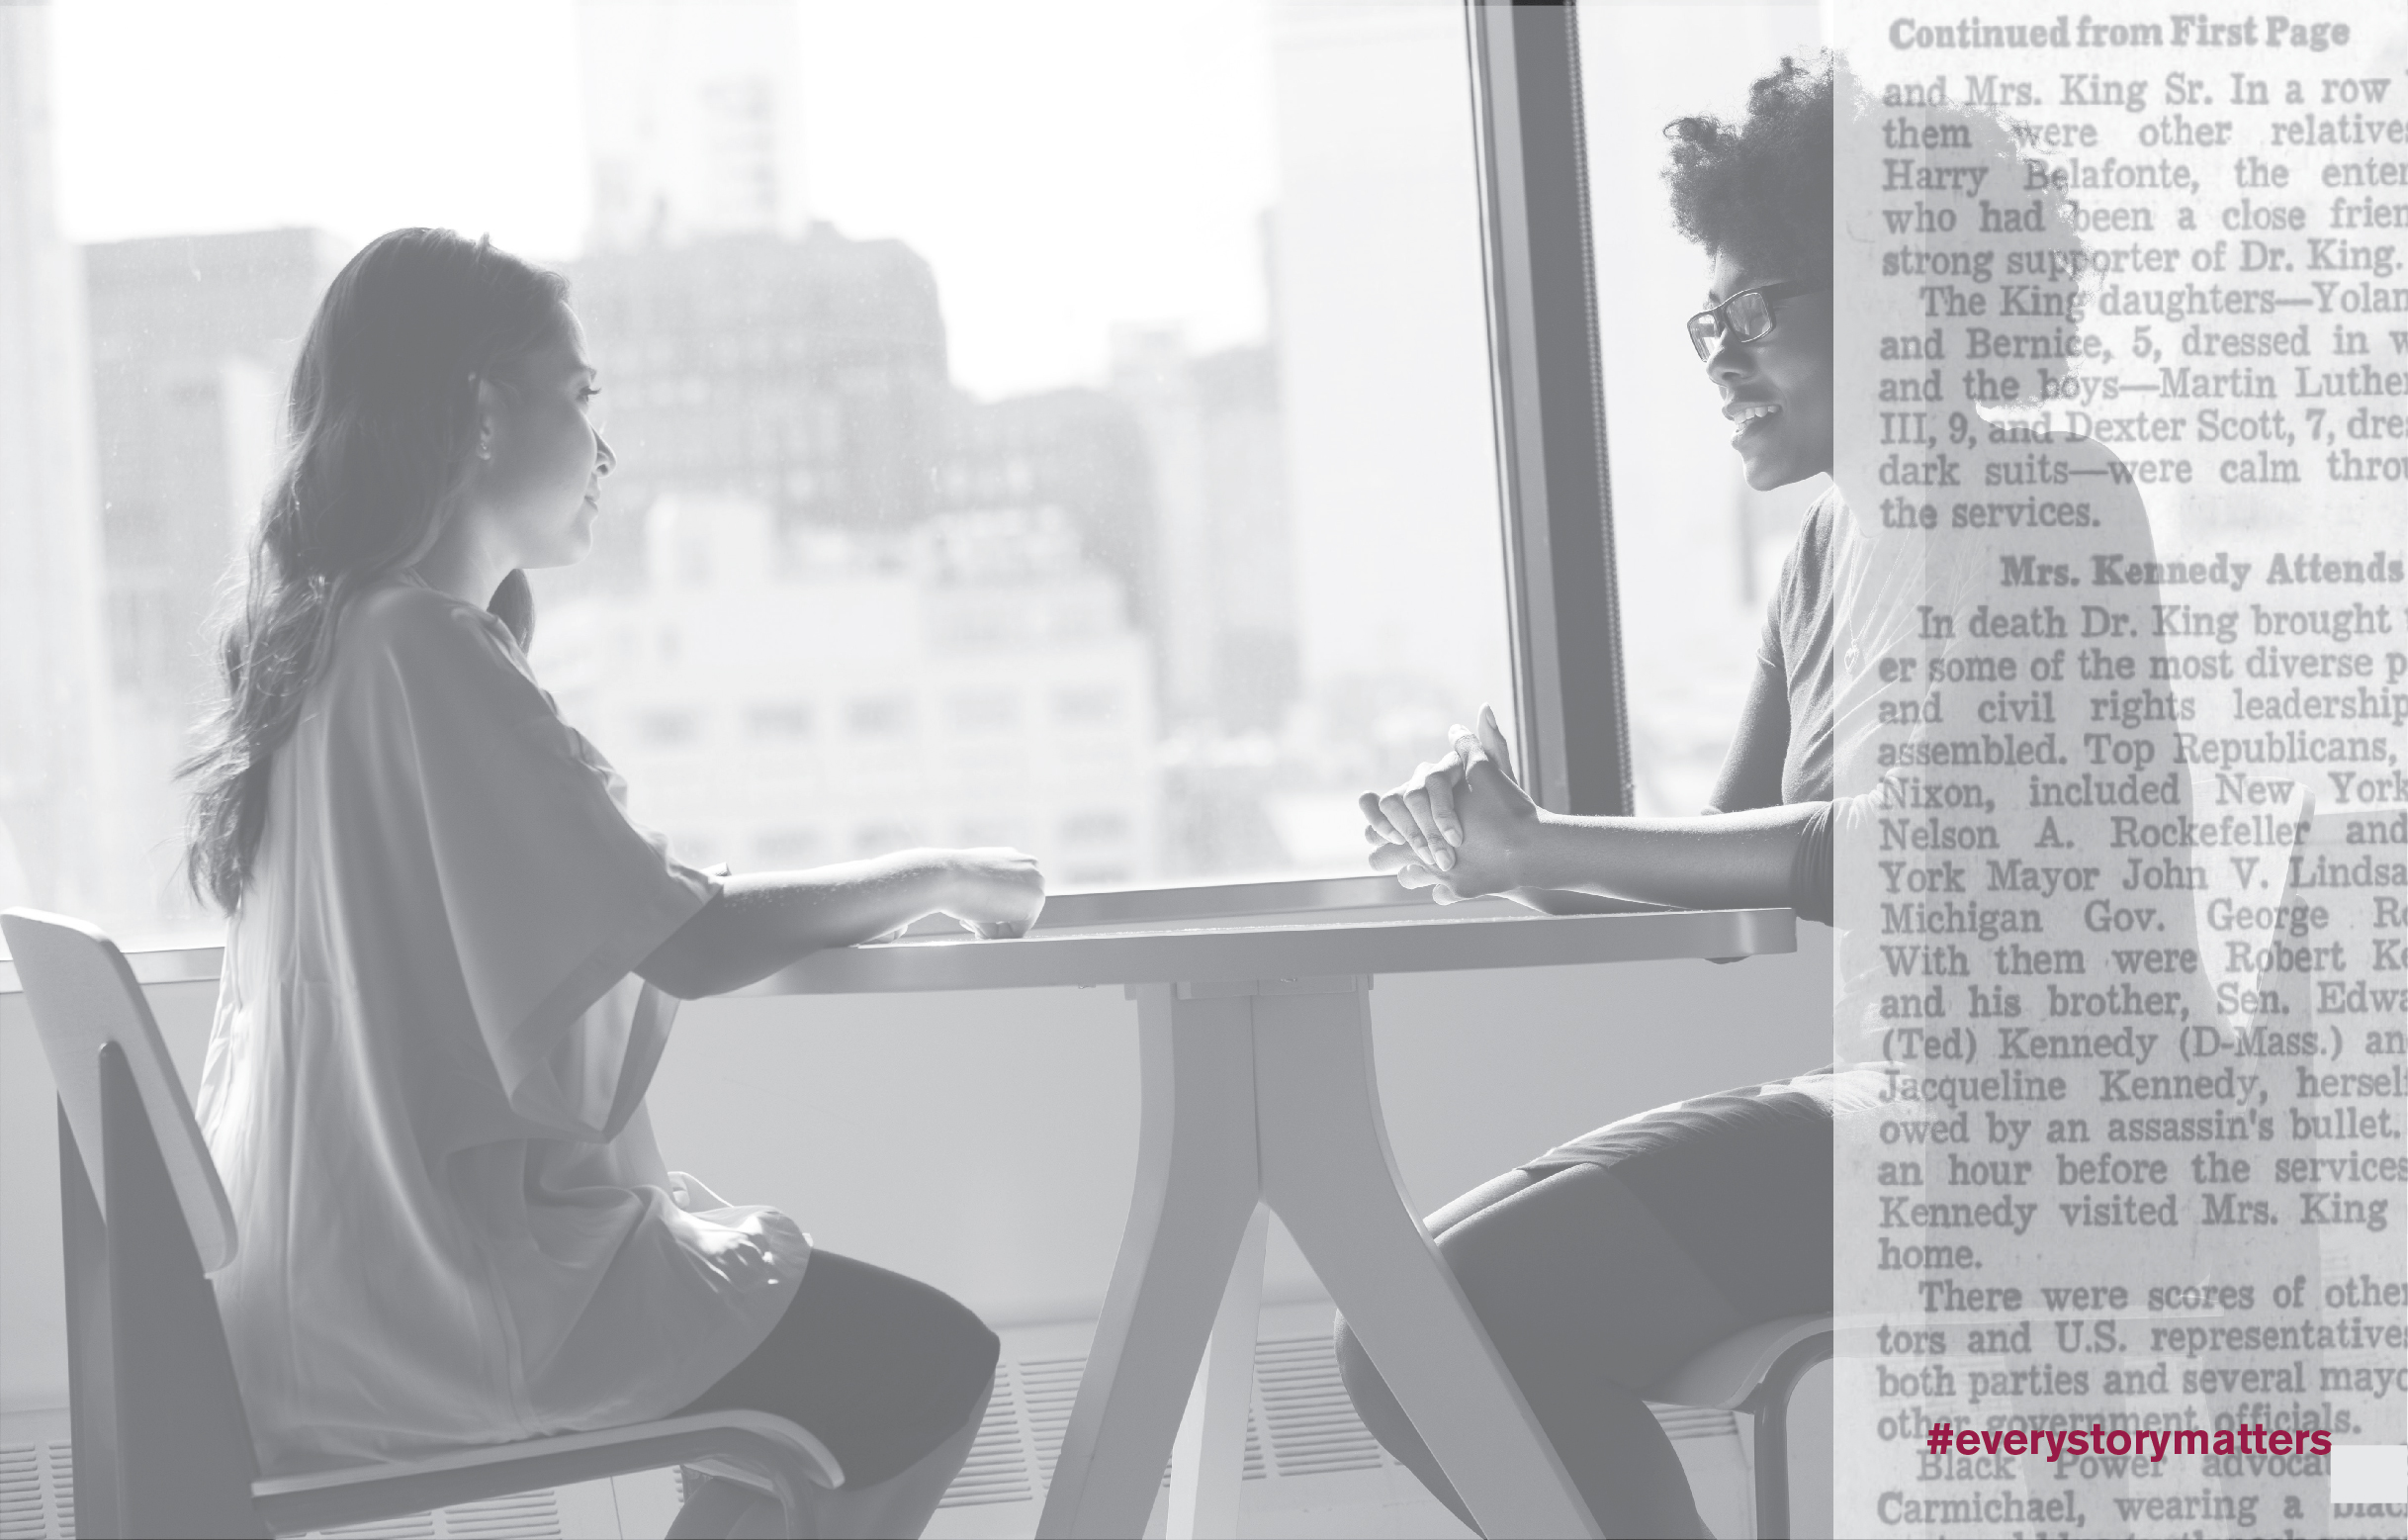 Continued from First Page
and Mrs. King Sr. In a row
them were other relative
Harry Belafonte, the enter
who had been a close frien
strong supporter of Dr. King.
The King daughters—Yolan
and Bernice, 5, dressed in w
and the boys—Martin Luther
III, 9, and Dexter Scott, 7, dre
dark suits—were calm throu
the services.
Mrs. Kennedy Attends
In death Dr. King brought
er some of the most diverse p
and civil rights leadership
assembled. Top Republicans,
Nixon, included New York
Nelson A. Rockefeller and
York Mayor John V. Lindsa
Michigan Gov. George R
With them were Robert Ke
and his brother, Sen. Edwa
(Ted) Kennedy (D-Mass.) an
Jacqueline Kennedy, hersel
owed by an assassin's bullet.
an hour before the services
Kennedy visited Mrs. King
home.
There were scores of othe
tors and U.S. representative
both parties and several mayo
other government officials.
#everystorymatters
Black Power advocat
Carmichael, wearing a blac